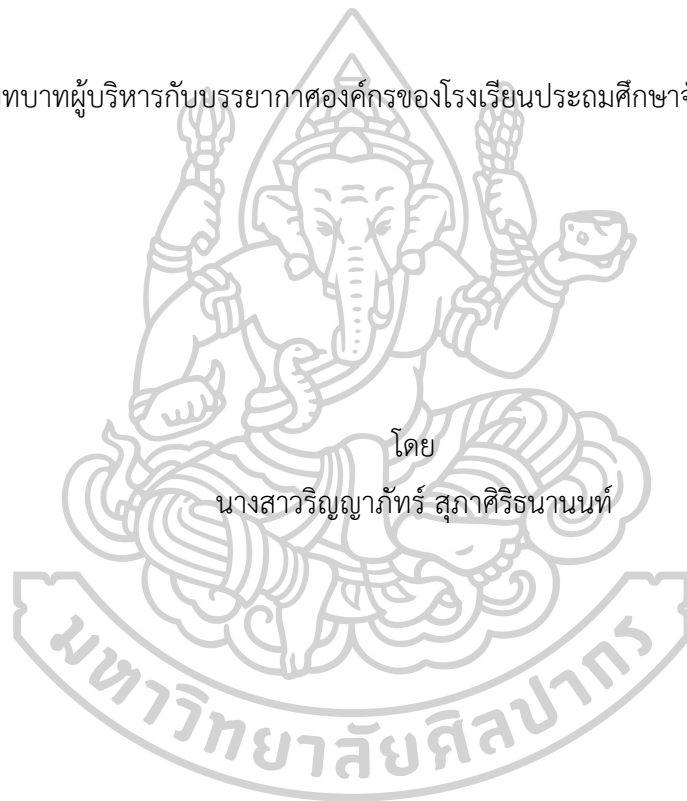 ทบาทผู้บริหารกับบรรยากาศองค์กรของโรงเรียนประถมศึกษาจั
โดย
นางสาววริญญาภัทร์ สุภาศิริธนานนท์
มหาวิทยาลัยศิลปากร